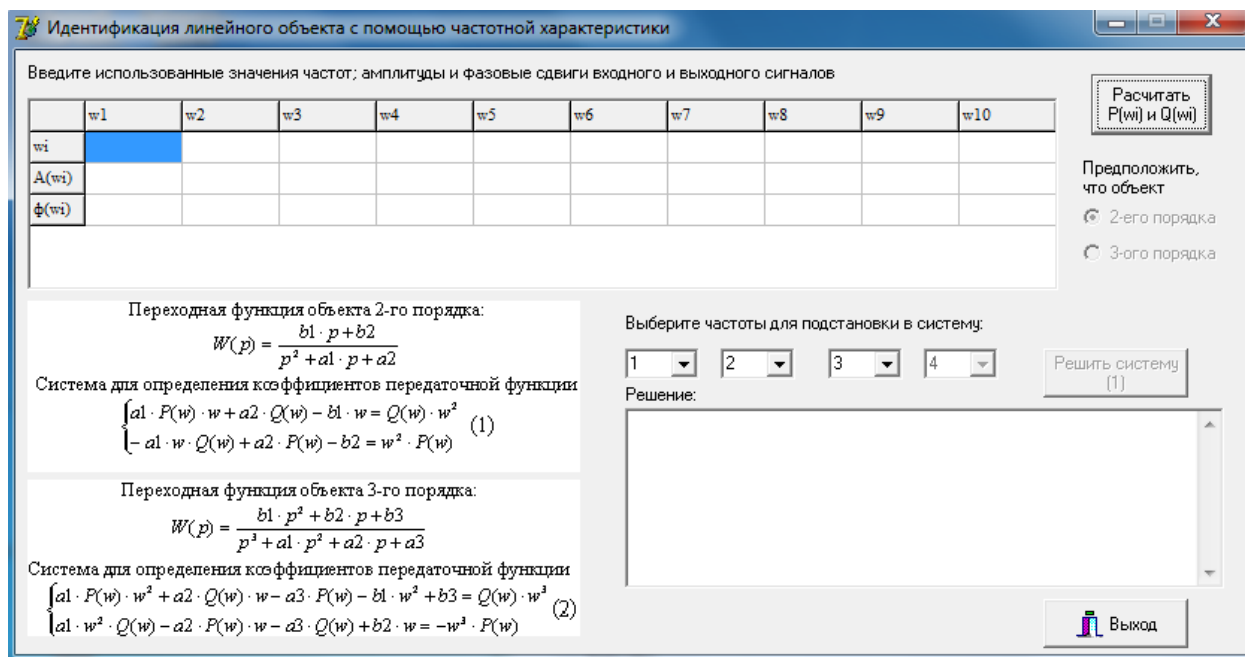 Идентификация линейного объекта с помощью частотной характеристики
Введите использованные значения частот; амплитуды и фазовые сдвиги входного и выходного сигналов
w1 w2 w3 w4 w5 w6 w7 w8 w9 w10
wi
A(wi)
ф(wi)
Расчитать
P(wi) и Q(wi)
Предположить,
что объект
2-его порядка
3-ого порядка
Переходная функция объекта 2-го порядка:
W(p) = (b1 · p + b2) / (p² + a1 · p + a2)
Система для определения коэффициентов передаточной функции
{a1 · P(w) · w + a2 · Q(w) − b1 · w = Q(w) · w²
{− a1 · w · Q(w) + a2 · P(w) − b2 = w² · P(w) (1)
Переходная функция объекта 3-го порядка:
W(p) = (b1 · p² + b2 · p + b3) / (p³ + a1 · p² + a2 · p + a3)
Система для определения коэффициентов передаточной функции
{a1 · P(w) · w² + a2 · Q(w) · w − a3 · P(w) − b1 · w² + b3 = Q(w) · w³
{a1 · w² · Q(w) − a2 · P(w) · w − a3 · Q(w) + b2 · w = −w³ · P(w) (2)
Выберите частоты для подстановки в систему:
1 2 3 4
Решить систему
(1)
Решение:
Выход